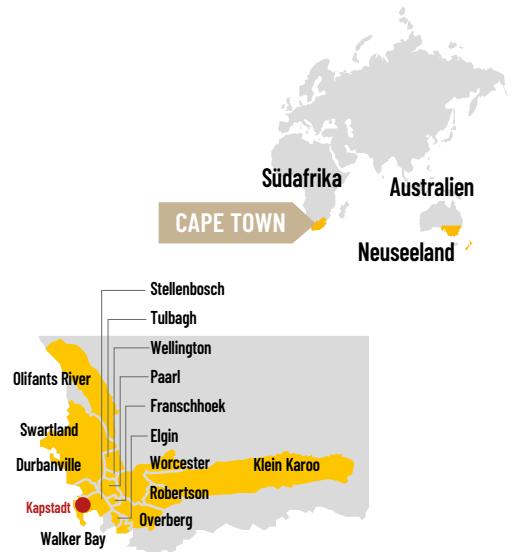 Südafrika
Australien
CAPE TOWN
Neuseeland
Stellenbosch
Tulbagh
Wellington
Olifants River
Paarl
Franschhoek
Swartland
Elgin
Durbanville
Worcester
Klein Karoo
Robertson
Kapstadt
Overberg
Walker Bay